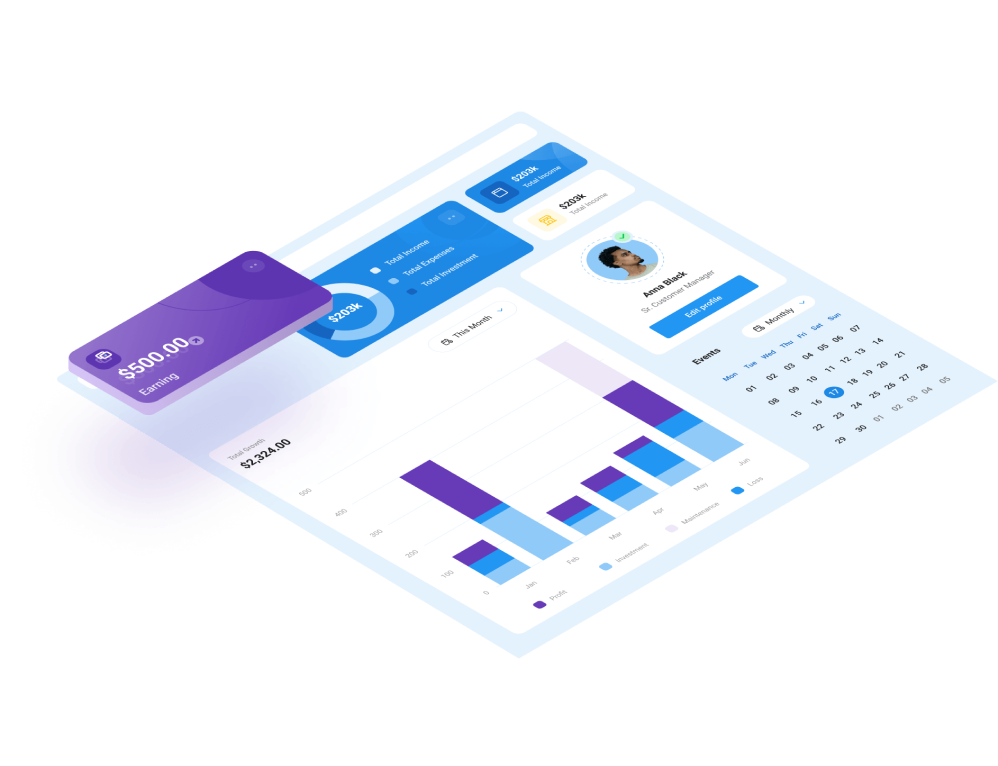 $500.00
Earning
$203k
Total Income
Total Expenses
Total Investment
$203k
Total Income
$203k
Total Income
Anna Black
Sr. Customer Manager
Edit profile
Total Growth
$2,324.00
This Month
500
400
300
200
100
0
Jan
Feb
Mar
Apr
May
Jun
Profit
Investment
Maintenance
Loss
Events
Monthly
Mon Tue Wed Thu Fri Sat Sun
01 02 03 04 05 06 07
08 09 10 11 12 13 14
15 16 17 18 19 20 21
22 23 24 25 26 27 28
29 30 01 02 03 04 05